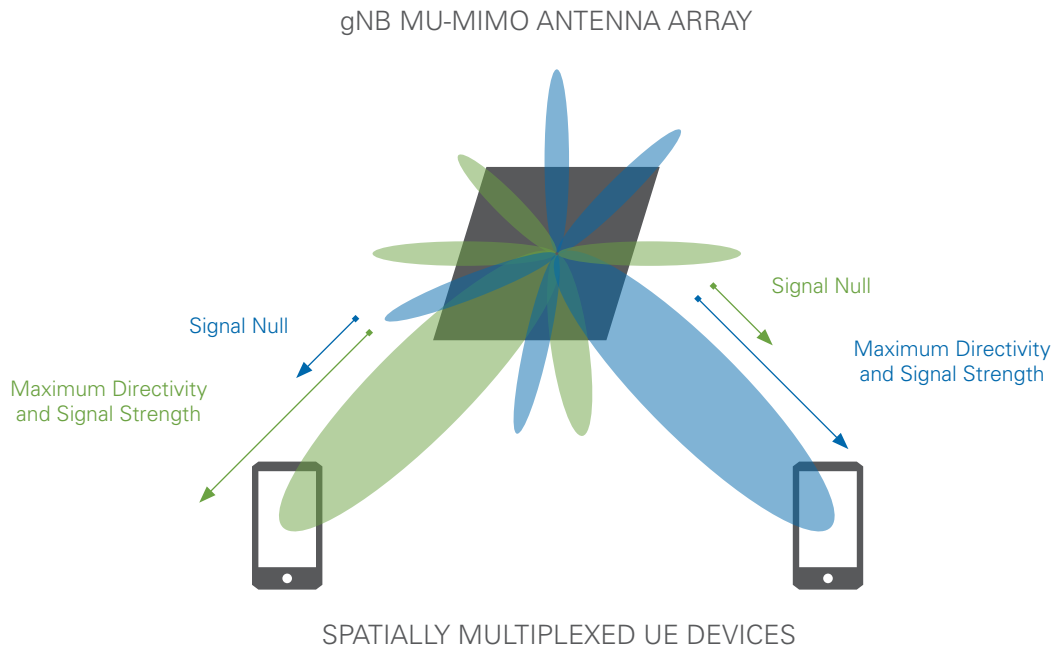 gNB MU-MIMO ANTENNA ARRAY
Signal Null
Signal Null
Maximum Directivity
and Signal Strength
Maximum Directivity
and Signal Strength
SPATIALLY MULTIPLEXED UE DEVICES